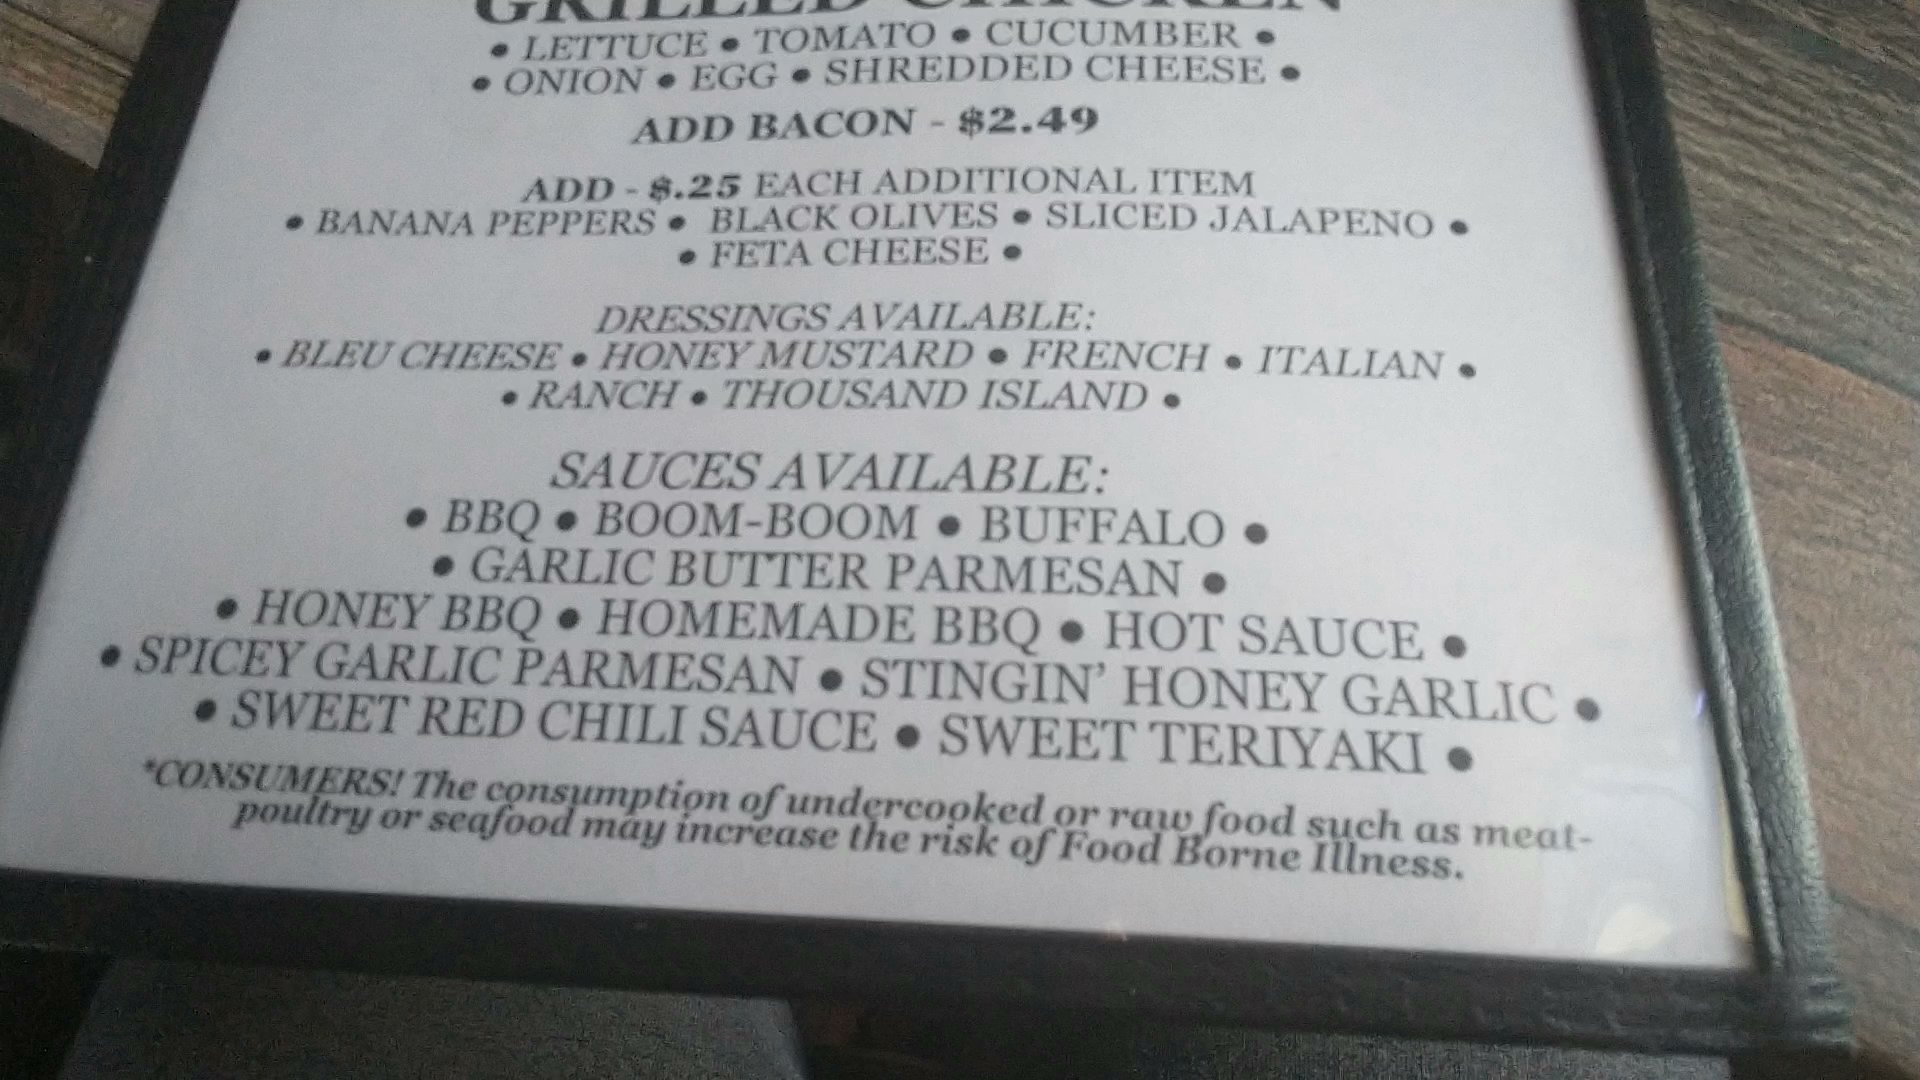 GRILLED CHICKEN
• LETTUCE • TOMATO • CUCUMBER •
• ONION • EGG • SHREDDED CHEESE •
ADD BACON - $2.49
ADD - $.25 EACH ADDITIONAL ITEM
• BANANA PEPPERS • BLACK OLIVES • SLICED JALAPENO •
• FETA CHEESE •
DRESSINGS AVAILABLE:
• BLEU CHEESE • HONEY MUSTARD • FRENCH • ITALIAN •
• RANCH • THOUSAND ISLAND •
SAUCES AVAILABLE:
• BBQ • BOOM-BOOM • BUFFALO •
• GARLIC BUTTER PARMESAN •
• HONEY BBQ • HOMEMADE BBQ • HOT SAUCE •
• SPICEY GARLIC PARMESAN • STINGIN' HONEY GARLIC •
• SWEET RED CHILI SAUCE • SWEET TERIYAKI •
*CONSUMERS! The consumption of undercooked or raw food such as meat-
poultry or seafood may increase the risk of Food Borne Illness.